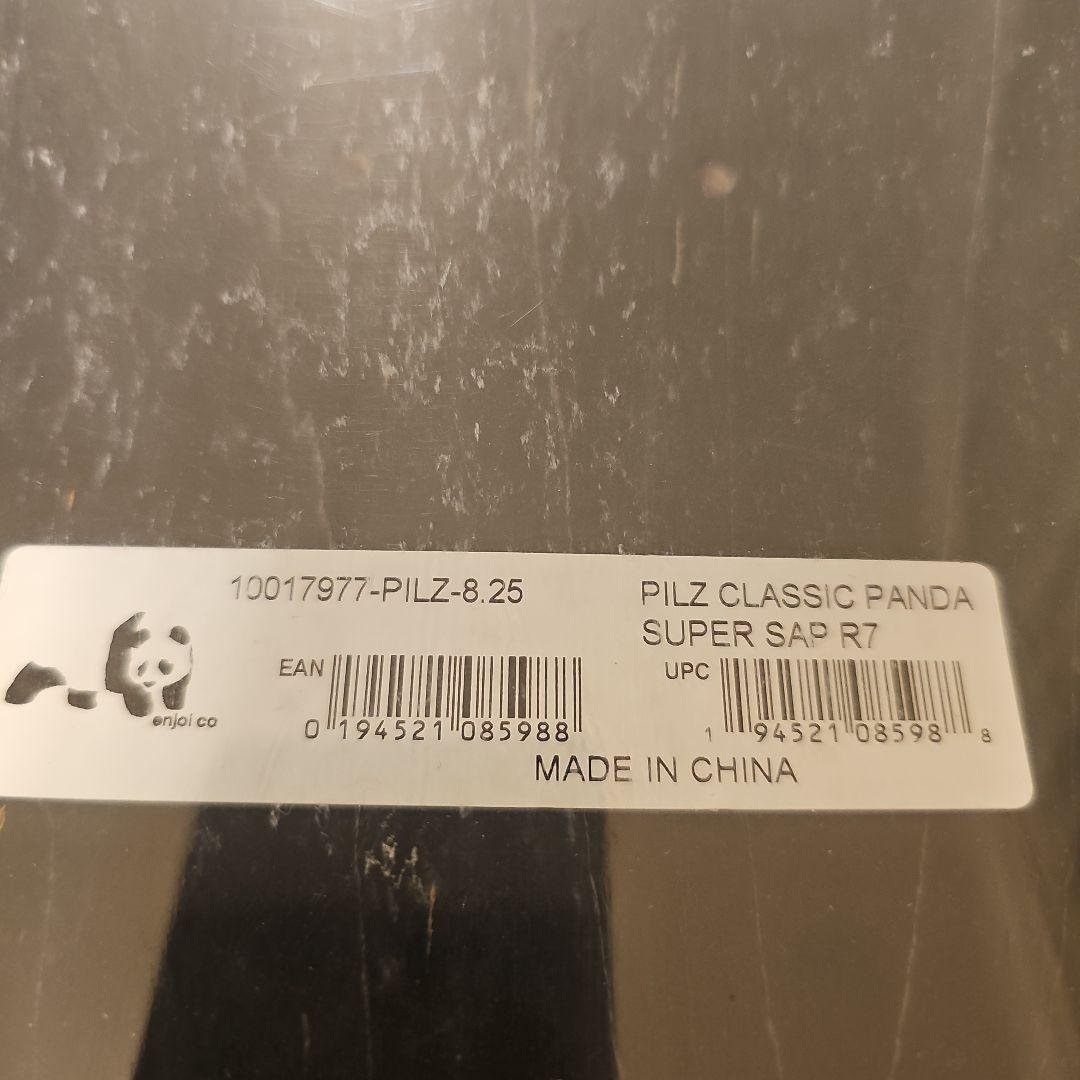 10017977-PILZ-8.25
PILZ CLASSIC PANDA
SUPER SAP R7
enjoi co
EAN
0 194521 085988
UPC
1 94521 08598 8
MADE IN CHINA